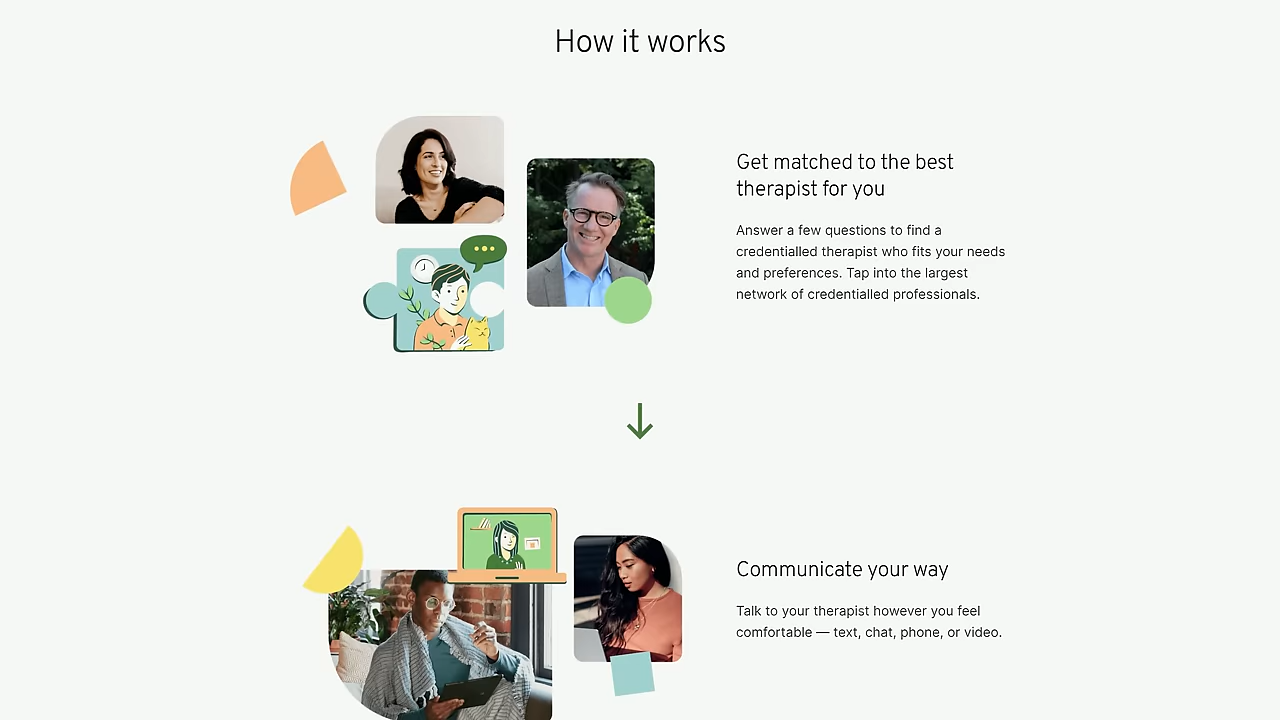 How it works
Get matched to the best
therapist for you
Answer a few questions to find a
credentialled therapist who fits your needs
and preferences. Tap into the largest
network of credentialled professionals.
Communicate your way
Talk to your therapist however you feel
comfortable — text, chat, phone, or video.